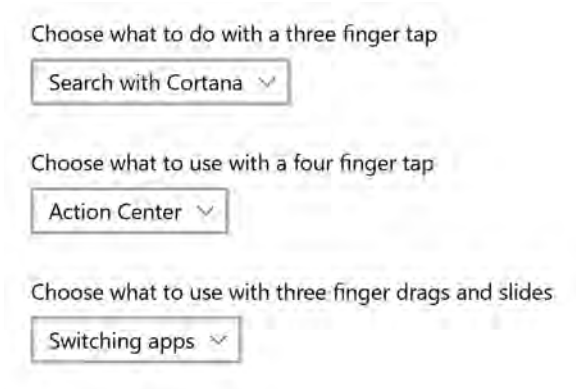 Choose what to do with a three finger tap
Search with Cortana
Choose what to use with a four finger tap
Action Center
Choose what to use with three finger drags and slides
Switching apps